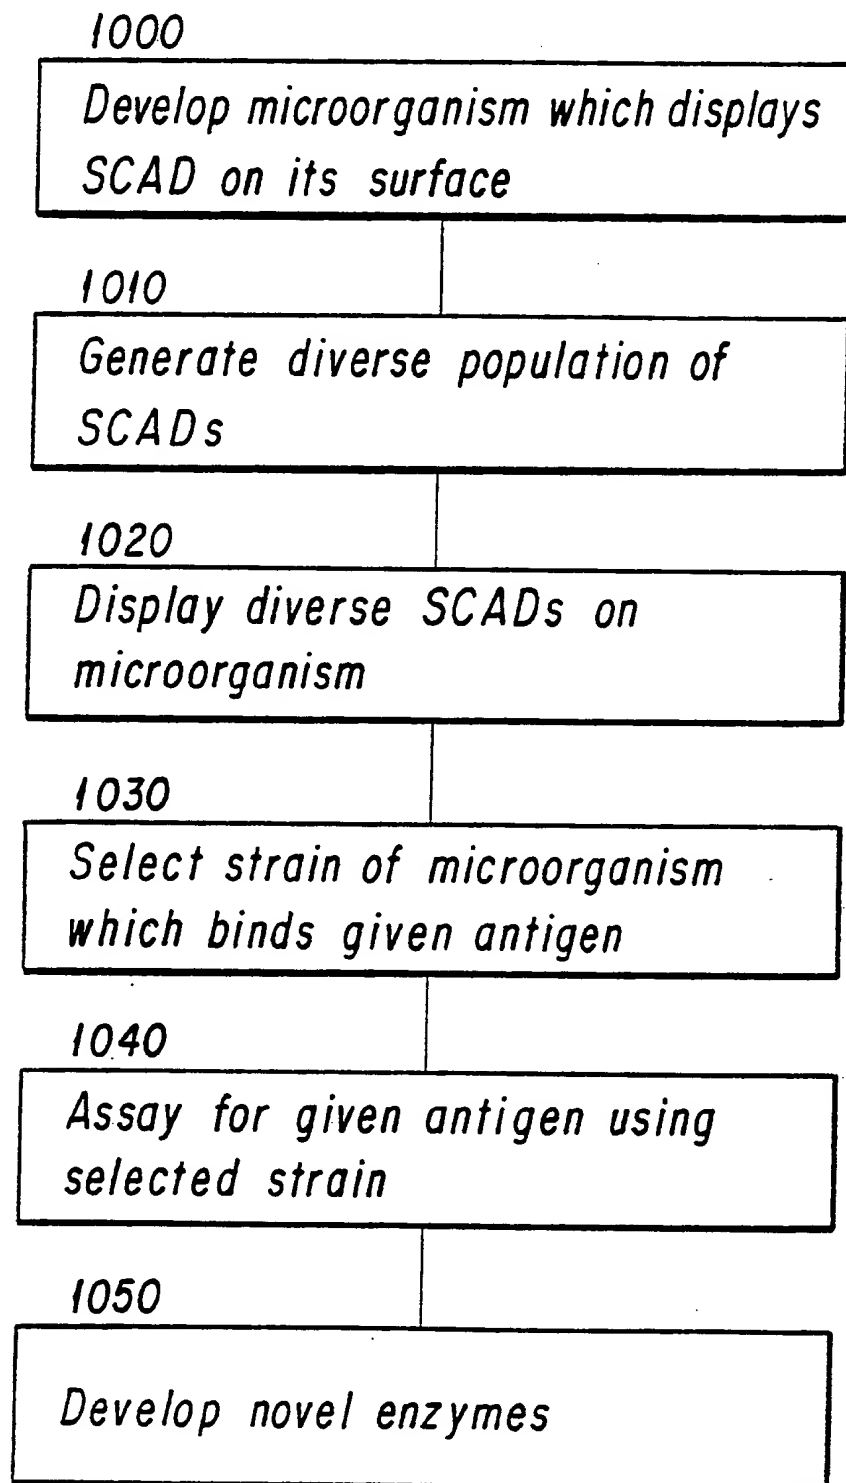 1000
Develop microorganism which displays
SCAD on its surface
1010
Generate diverse population of
SCADs
1020
Display diverse SCADs on
microorganism
1030
Select strain of microorganism
which binds given antigen
1040
Assay for given antigen using
selected strain
1050
Develop novel enzymes